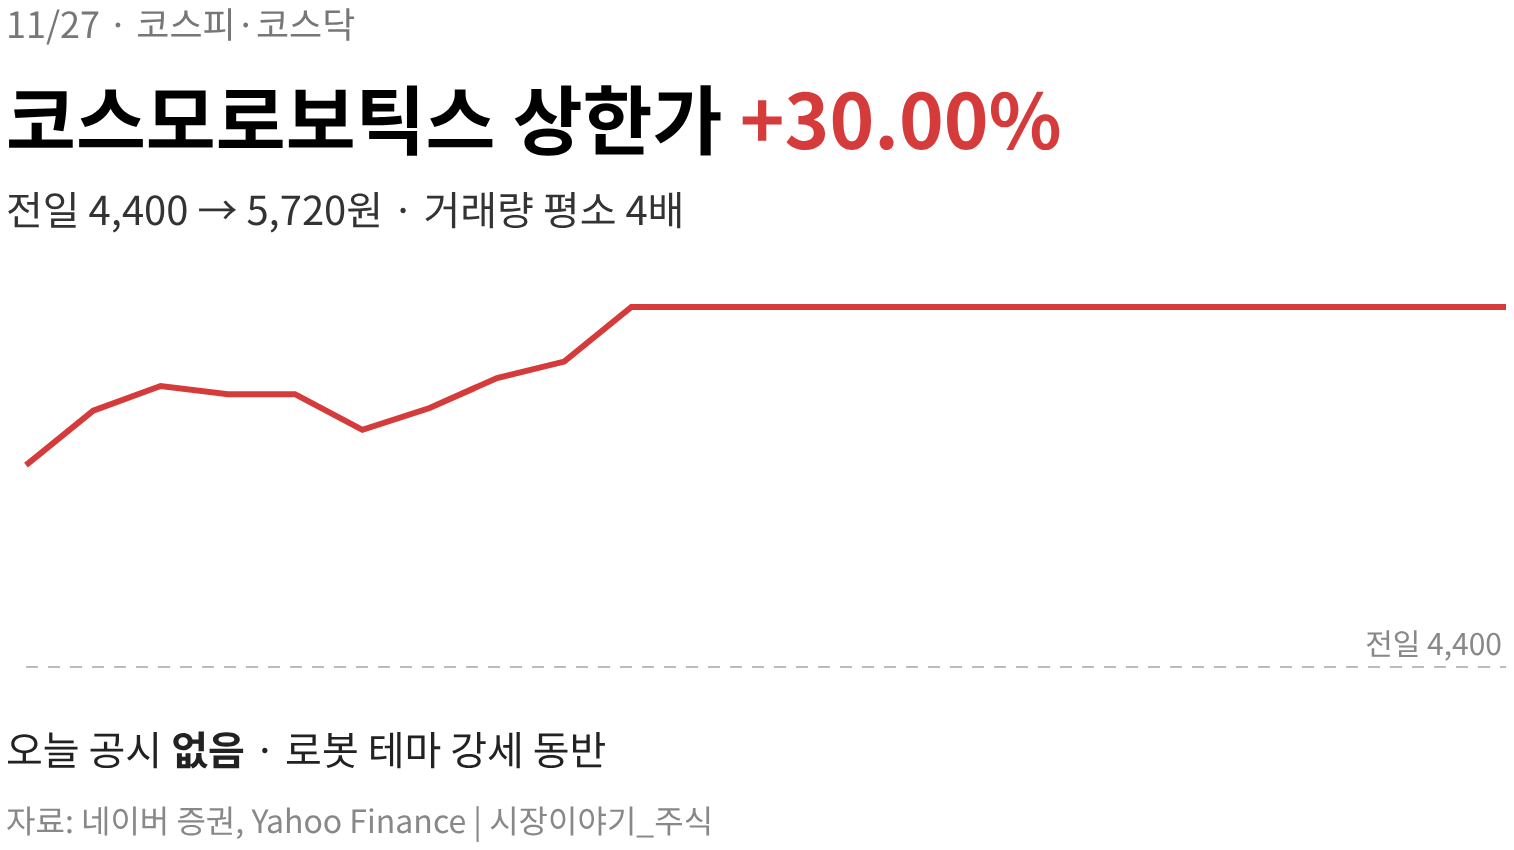 11/27 · 코스피·코스닥
코스모로보틱스 상한가 +30.00%
전일 4,400 → 5,720원 · 거래량 평소 4배
전일 4,400
오늘 공시 없음 · 로봇 테마 강세 동반
자료: 네이버 증권, Yahoo Finance | 시장이야기_주식